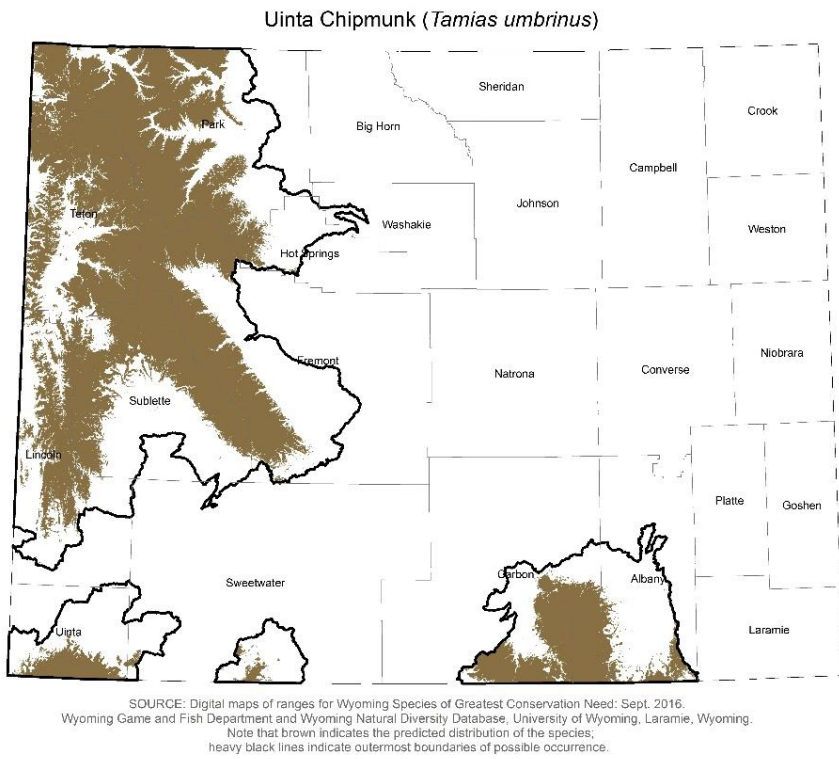 Uinta Chipmunk (Tamias umbrinus)
Sheridan
Crook
Park
Big Horn
Campbell
Johnson
Teton
Washakie
Weston
Hot Springs
Fremont
Niobrara
Natrona
Converse
Sublette
Lincoln
Platte
Goshen
Carbon
Albany
Sweetwater
Uinta
Laramie
SOURCE: Digital maps of ranges for Wyoming Species of Greatest Conservation Need: Sept. 2016.
Wyoming Game and Fish Department and Wyoming Natural Diversity Database, University of Wyoming, Laramie, Wyoming.
Note that brown indicates the predicted distribution of the species;
heavy black lines indicate outermost boundaries of possible occurrence.